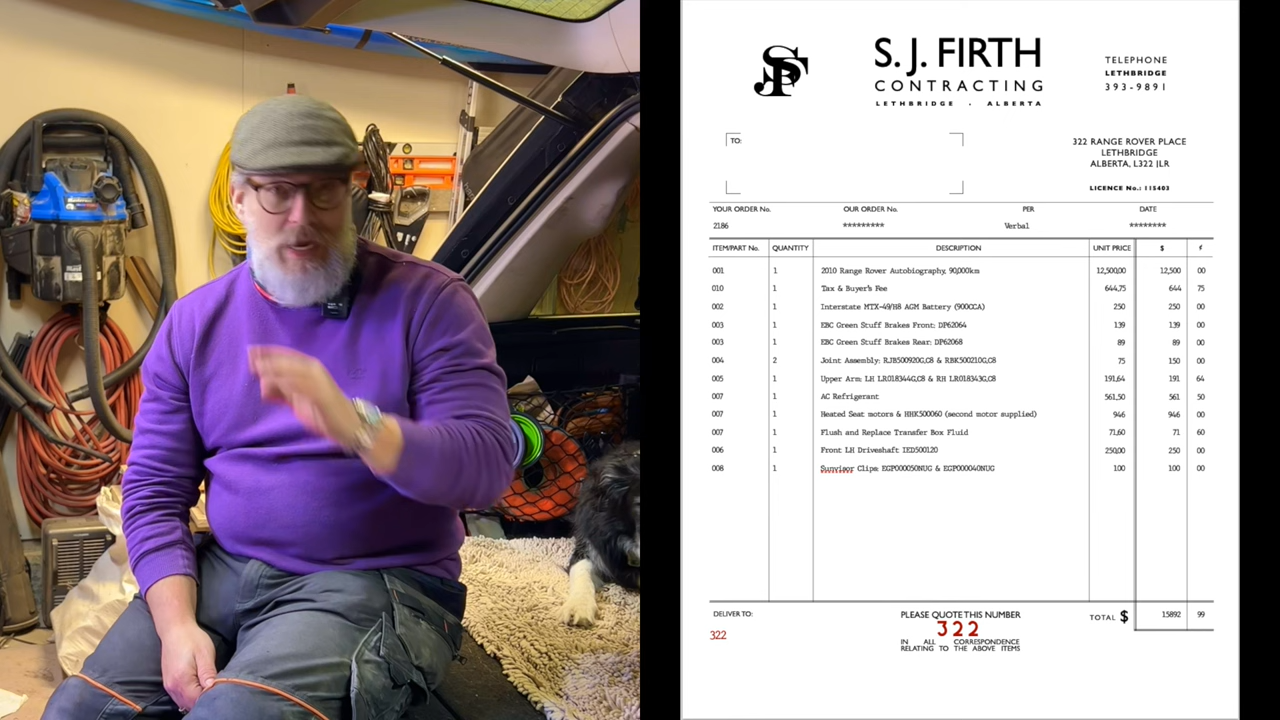 S. J. FIRTH
CONTRACTING
LETHBRIDGE . ALBERTA
TELEPHONE
LETHBRIDGE
393-9891
TO:
322 RANGE ROVER PLACE
LETHBRIDGE
ALBERTA, L322 JLR
LICENCE No.: 115403
YOUR ORDER No. OUR ORDER No. PER DATE
2186 ********* Verbal ********
ITEM/PART No. QUANTITY DESCRIPTION UNIT PRICE $ ¢
001 1 2010 Range Rover Autobiography, 90,000km 12,500,00 12,500 00
010 1 Tax & Buyer's Fee 644,75 644 75
002 1 Interstate MTX-49/H8 AGM Battery (900CCA) 250 250 00
003 1 EBC Green Stuff Brakes Front: DP62064 139 139 00
003 1 EBC Green Stuff Brakes Rear: DP62068 89 89 00
004 2 Joint Assembly: RJB500920G,C8 & RBK500210G,C8 75 150 00
005 1 Upper Arm: LH LR018344G,C8 & RH LR018343G,C8 191,64 191 64
007 1 AC Refrigerant 561,50 561 50
007 1 Heated Seat motors & HHK500060 (second motor supplied) 946 946 00
007 1 Flush and Replace Transfer Box Fluid 71,60 71 60
006 1 Front LH Driveshaft IED500120 250,00 250 00
008 1 Sunvisor Clips: EGP000050NUG & EGP000040NUG 100 100 00
DELIVER TO:
322
PLEASE QUOTE THIS NUMBER
322
IN ALL CORRESPONDENCE
RELATING TO THE ABOVE ITEMS
TOTAL $ 15892 99